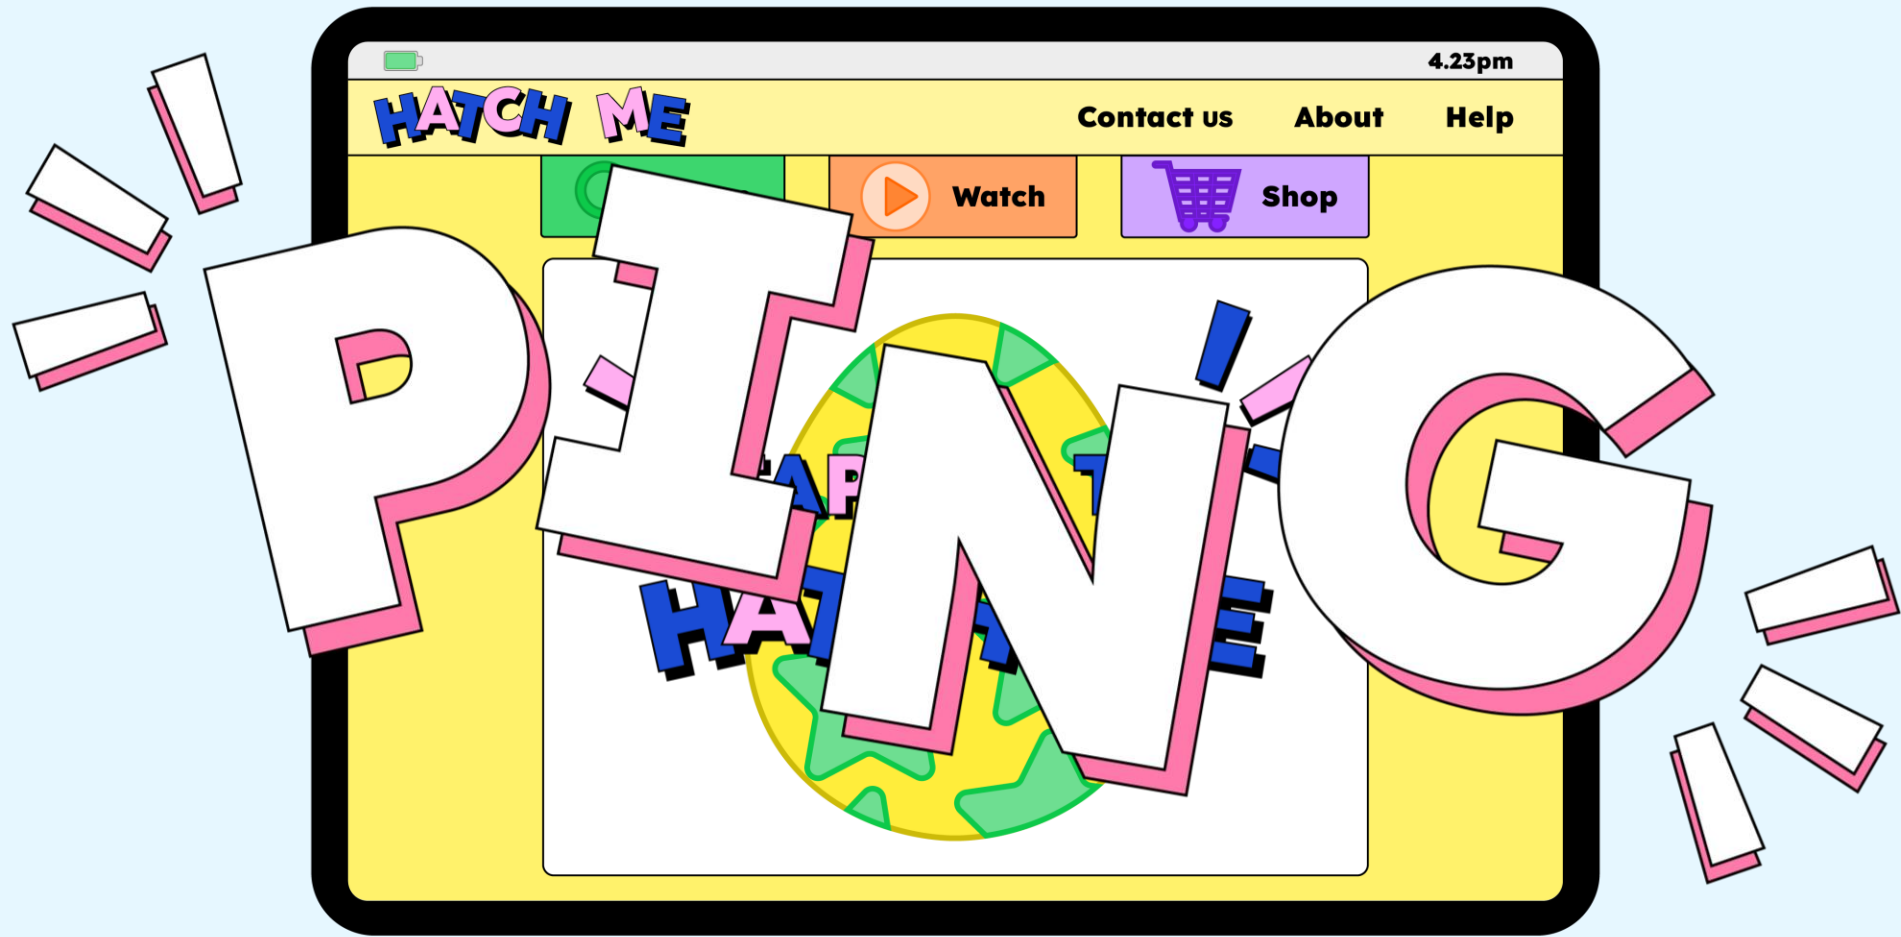 4.23pm
HATCH ME
Contact us
About
Help
Watch
Shop
PING